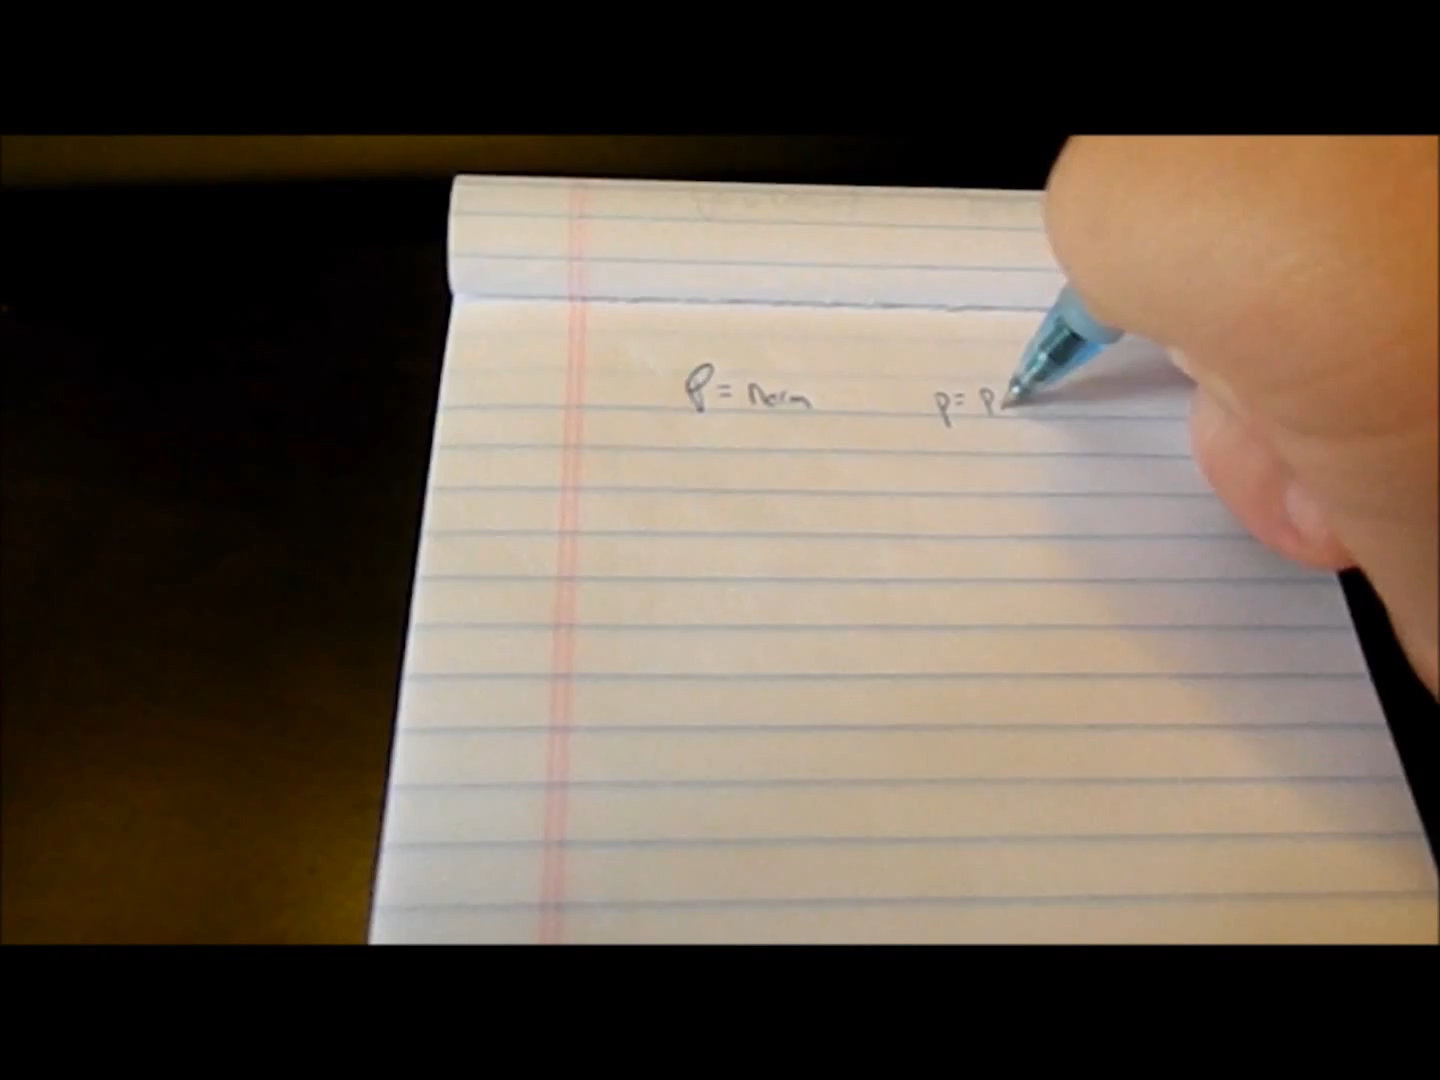 P = Norm p = p